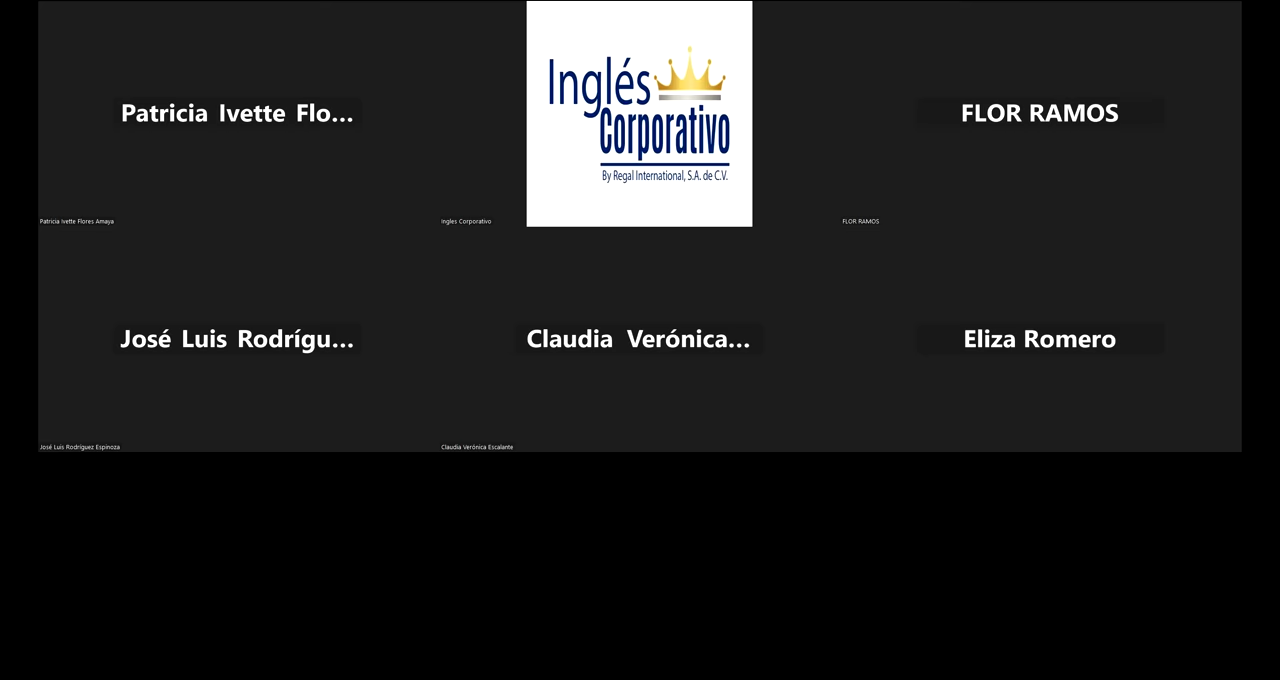 Patricia Ivette Flo...
Patricia Ivette Flores Amaya
Inglés
Corporativo
By Regal International, S.A. de C.V.
Ingles Corporativo
FLOR RAMOS
FLOR RAMOS
José Luis Rodrígu...
José Luis Rodríguez Espinoza
Claudia Verónica...
Claudia Verónica Escalante
Eliza Romero